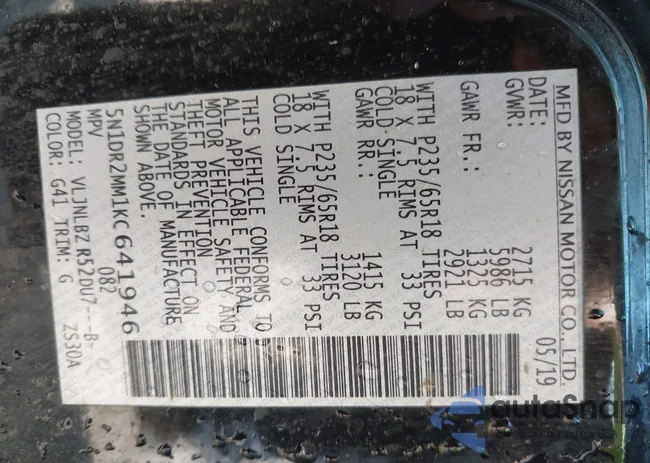 MFD BY NISSAN MOTOR CO., LTD.
DATE: 05/19
GVWR: 2715 KG
5986 LB
GAWR FR.: 1325 KG
2921 LB
WITH P235/65R18 TIRES
18 X 7.5 RIMS AT 33 PSI
COLD SINGLE
GAWR RR.: 1415 KG
3120 LB
WITH P235/65R18 TIRES
18 X 7.5 RIMS AT 33 PSI
COLD SINGLE
THIS VEHICLE CONFORMS TO
ALL APPLICABLE FEDERAL
MOTOR VEHICLE SAFETY AND
THEFT PREVENTION
STANDARDS IN EFFECT ON
THE DATE OF MANUFACTURE
SHOWN ABOVE.
5N1DR2MM1KC641946
MPV 082
MODEL: VLJNLBZ R52DU7---B-
COLOR: G41 TRIM: G ZS30A
autoSnap